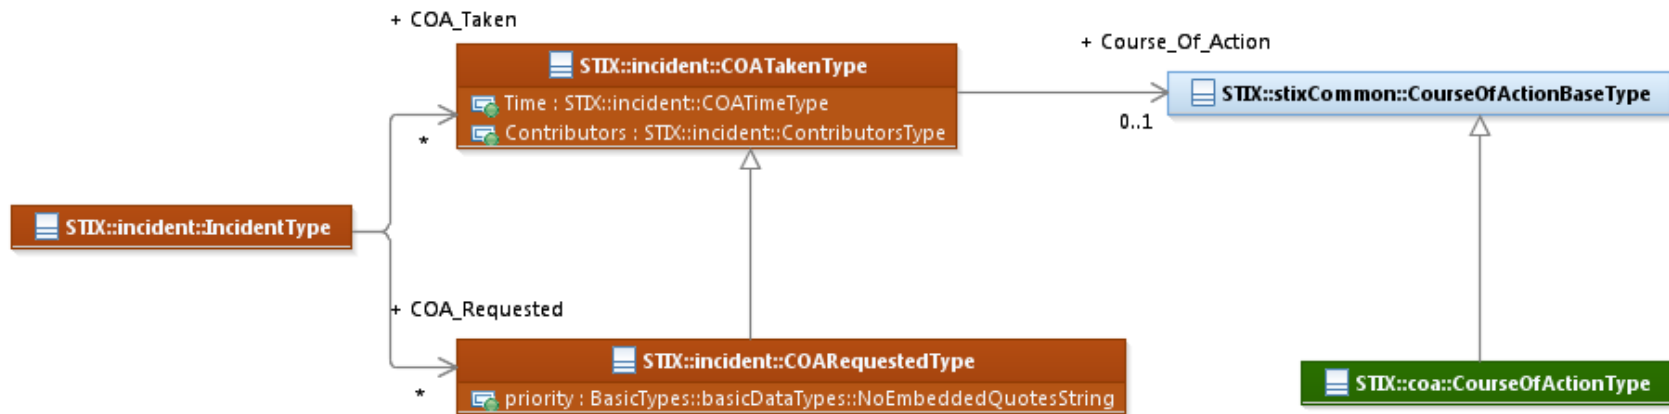 + COA_Taken
STIX::incident::COATakenType
Time : STIX::incident::COATimeType
Contributors : STIX::incident::ContributorsType
*
+ Course_Of_Action
STIX::stixCommon::CourseOfActionBaseType
0..1
STIX::incident::IncidentType
+ COA_Requested
STIX::incident::COARequestedType
priority : BasicTypes::basicDataTypes::NoEmbeddedQuotesString
*
STIX::coa::CourseOfActionType